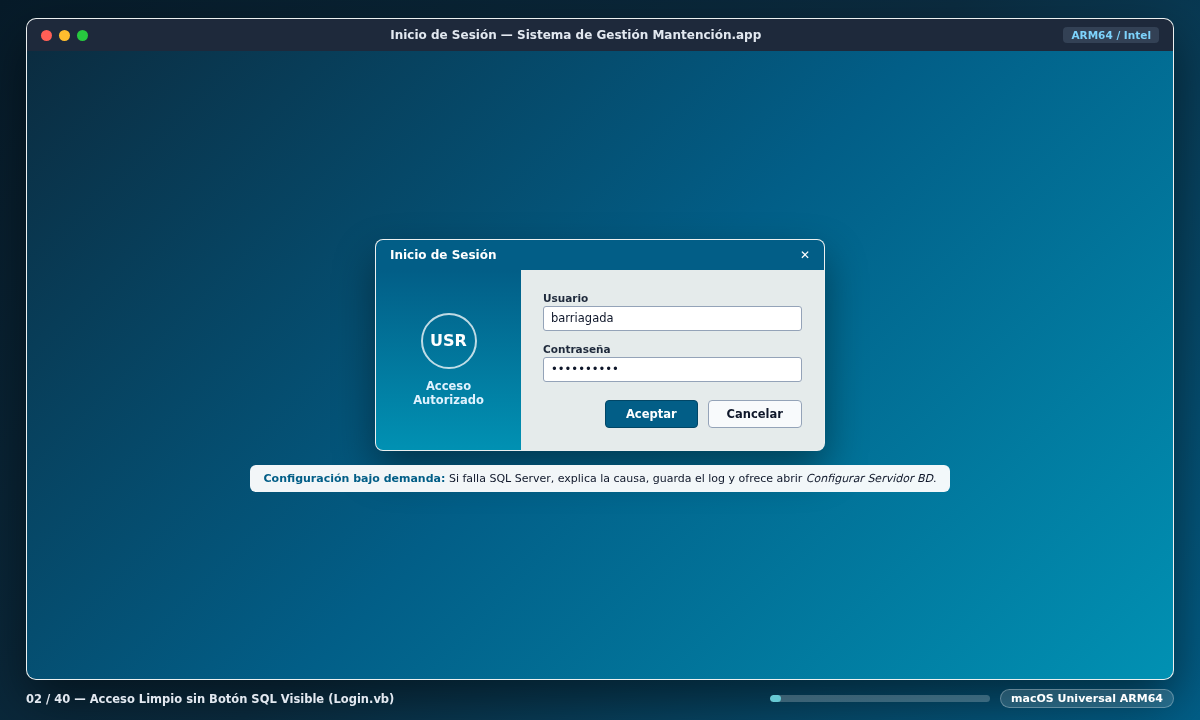 Inicio de Sesión — Sistema de Gestión Mantención.app
ARM64 / Intel
Inicio de Sesión
✕
USR
Acceso
Autorizado
Usuario
barriagada
Contraseña
••••••••••
Aceptar
Cancelar
Configuración bajo demanda: Si falla SQL Server, explica la causa, guarda el log y ofrece abrir Configurar Servidor BD.
02 / 40 — Acceso Limpio sin Botón SQL Visible (Login.vb)
macOS Universal ARM64